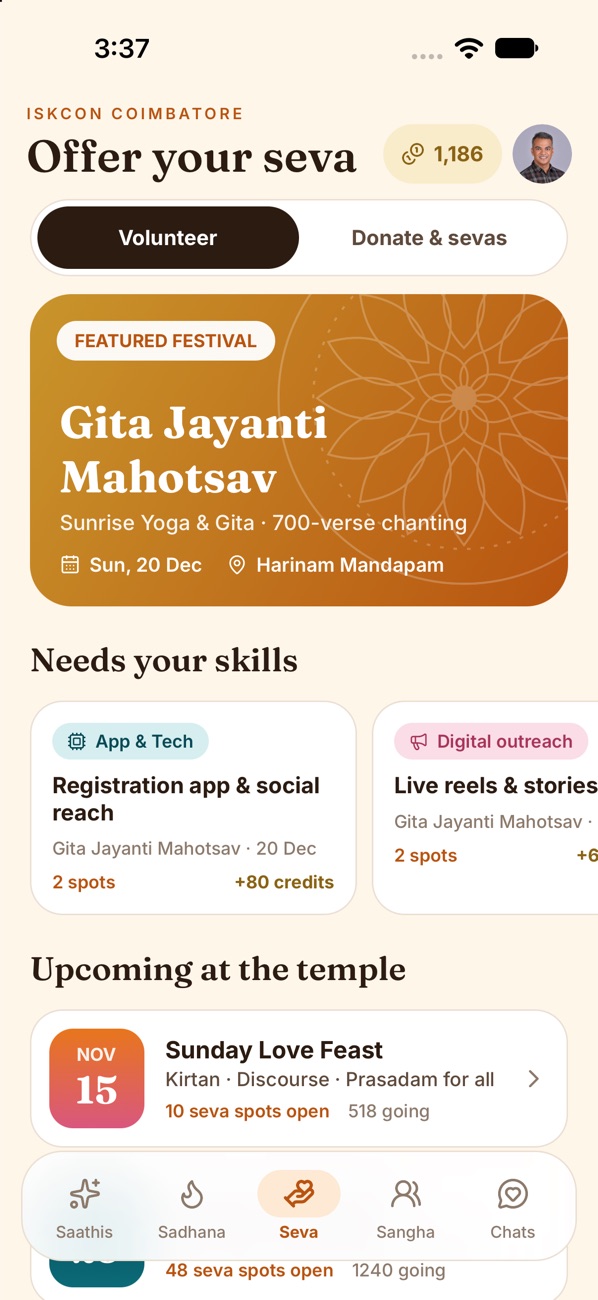 3:37
ISKCON COIMBATORE
Offer your seva
1,186
Volunteer
Donate & sevas
FEATURED FESTIVAL
Gita Jayanti
Mahotsav
Sunrise Yoga & Gita · 700-verse chanting
Sun, 20 Dec
Harinam Mandapam
Needs your skills
App & Tech
Registration app & social
reach
Gita Jayanti Mahotsav · 20 Dec
2 spots
+80 credits
Digital outreach
Live reels & stories
Gita Jayanti Mahotsav ·
2 spots
+6
Upcoming at the temple
NOV
15
Sunday Love Feast
Kirtan · Discourse · Prasadam for all
10 seva spots open
518 going
48 seva spots open
1240 going
Saathis
Sadhana
Seva
Sangha
Chats